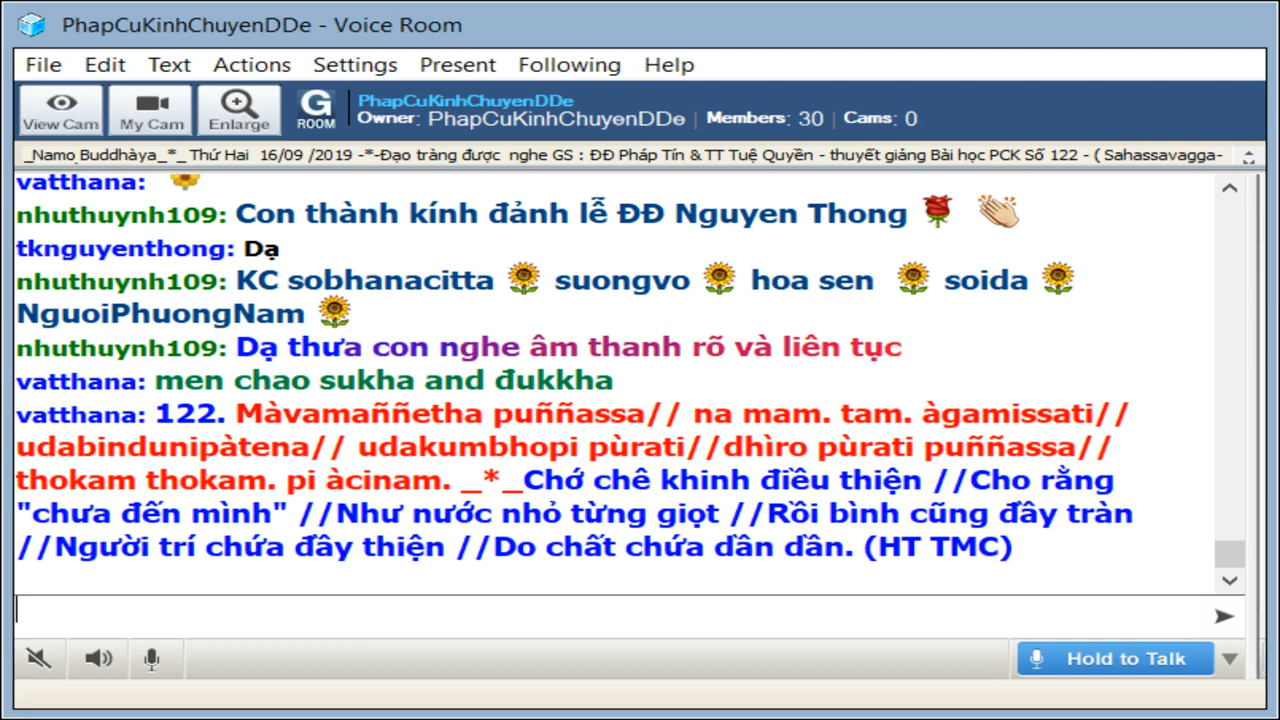 PhapCuKinhChuyenDDe - Voice Room
File Edit Text Actions Settings Present Following Help
View Cam My Cam Enlarge G ROOM
PhapCuKinhChuyenDDe
Owner: PhapCuKinhChuyenDDe | Members: 30 | Cams: 0
_Namo Buddhàya_*_ Thứ Hai 16/09 /2019 -*-Đạo tràng được nghe GS : ĐĐ Pháp Tín & TT Tuệ Quyền - thuyết giảng Bài học PCK Số 122 - ( Sahassavagga-
vatthana:
nhuthuynh109: Con thành kính đảnh lễ ĐĐ Nguyen Thong
tknguyenthong: Dạ
nhuthuynh109: KC sobhanacitta suongvo hoa sen soida
NguoiPhuongNam
nhuthuynh109: Dạ thưa con nghe âm thanh rõ và liên tục
vatthana: men chao sukha and đukkha
vatthana: 122. Màvamaññetha puññassa// na mam. tam. àgamissati//
udabindunipàtena// udakumbhopi pùrati//dhìro pùrati puññassa//
thokam thokam. pi àcinam. _*_Chớ chê khinh điều thiện //Cho rằng
"chưa đến mình" //Như nước nhỏ từng giọt //Rồi bình cũng đầy tràn
//Người trí chứa đầy thiện //Do chất chứa dần dần. (HT TMC)
Hold to Talk